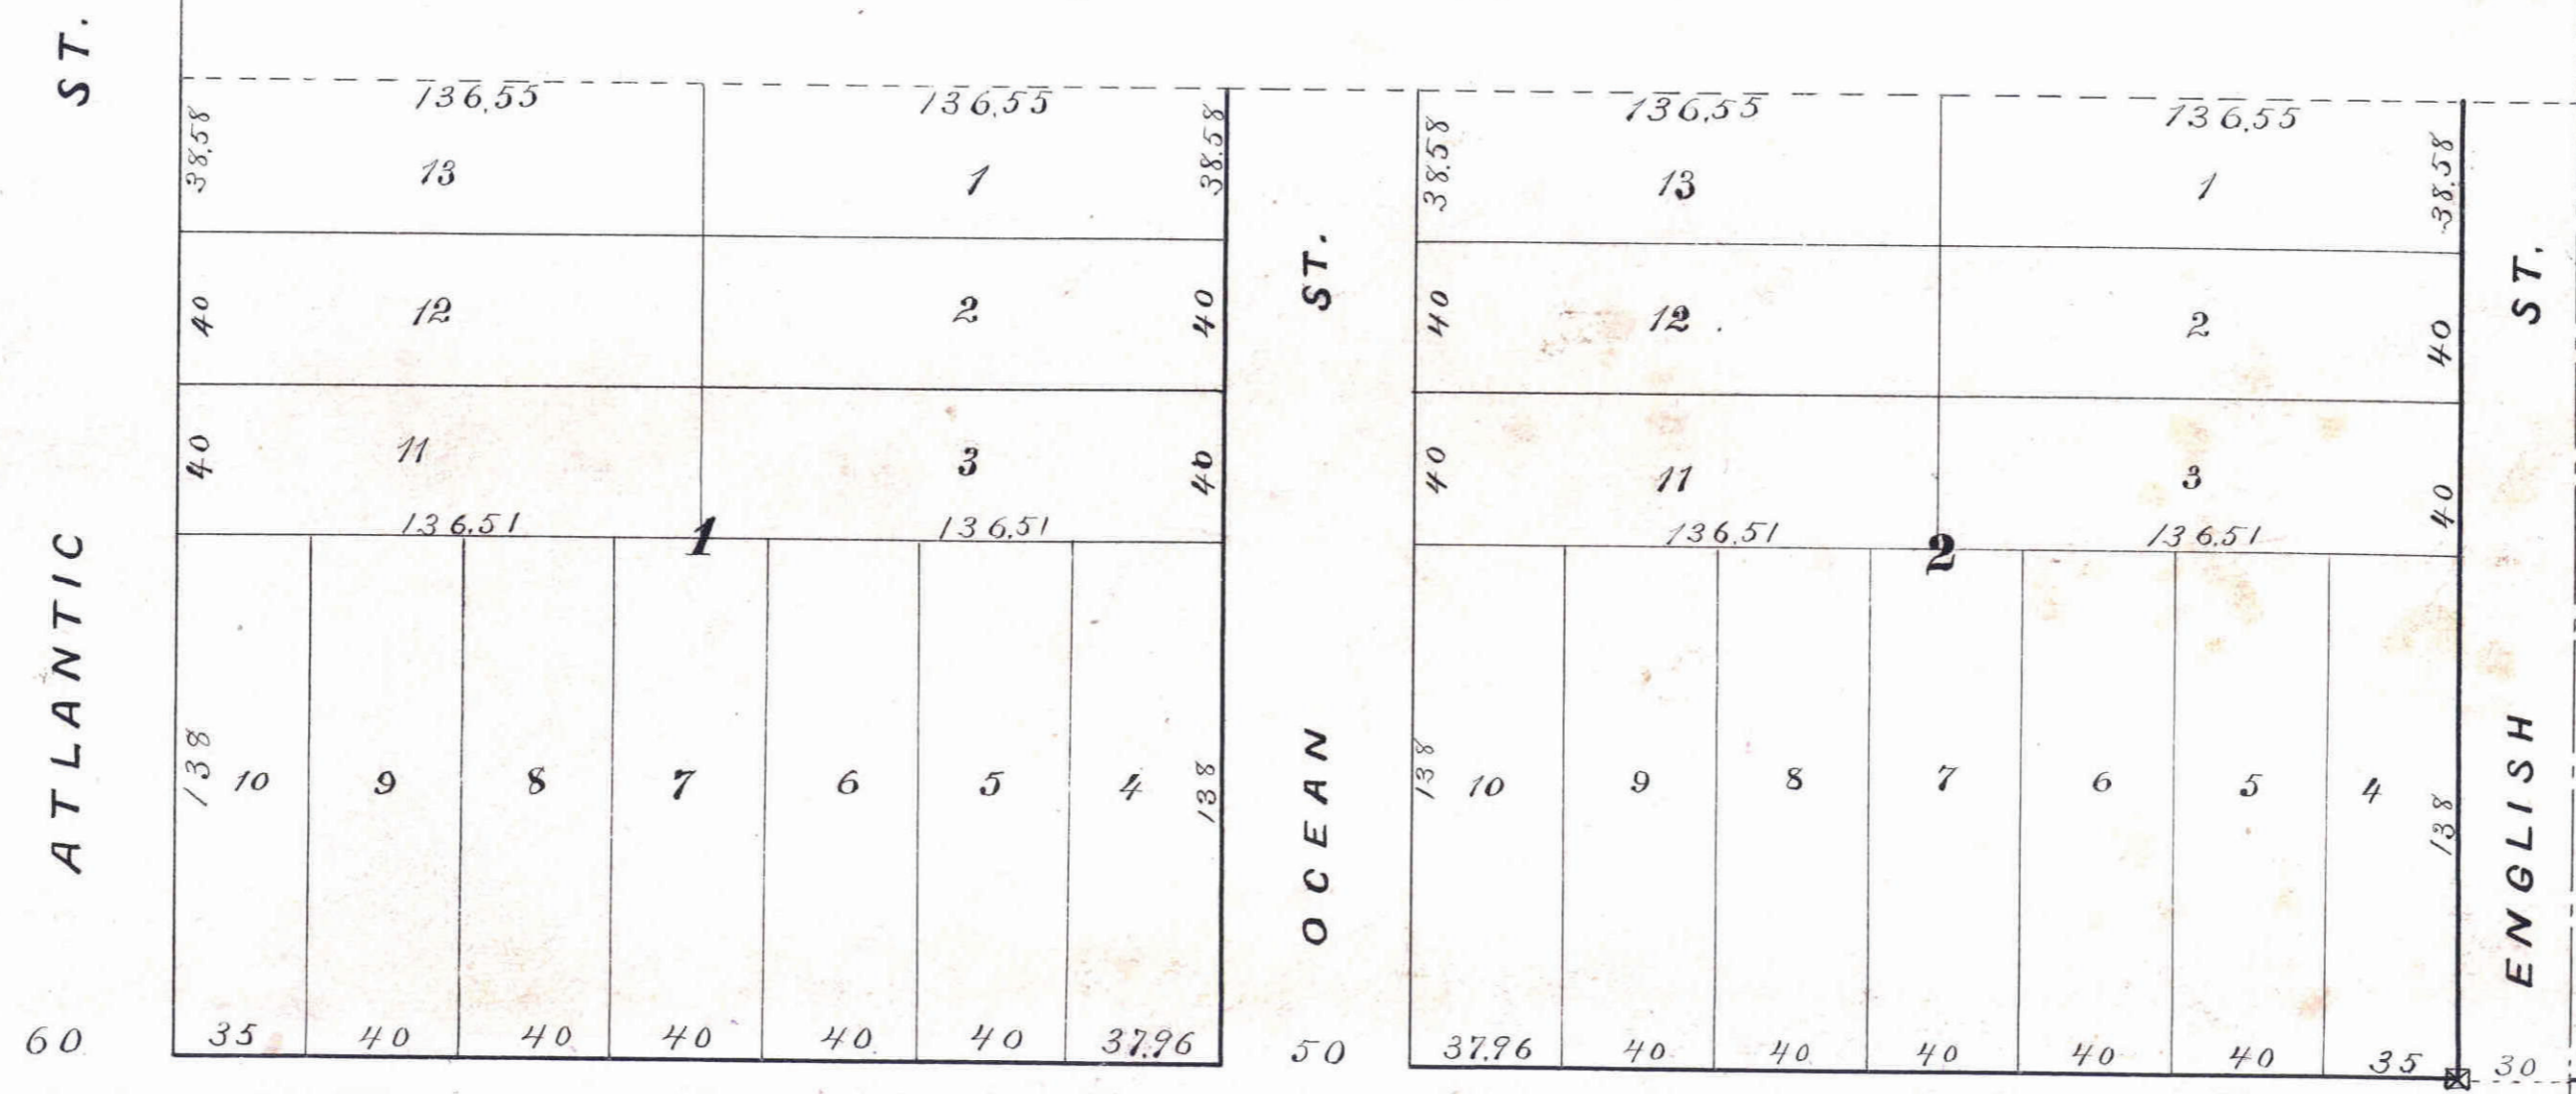 ATLANTIC ST.
60
136.55 136.55
38.58 13 1 38.58
40 12 2 40
40 11 3 40
136.51 1 136.51
138 10 9 8 7 6 5 4 138
35 40 40 40 40 40 37.96
OCEAN ST.
50
136.55 136.55
38.58 13 1 38.58
40 12 2 40
40 11 3 40
136.51 2 136.51
138 10 9 8 7 6 5 4 138
37.96 40 40 40 40 40 35
ENGLISH ST.
30